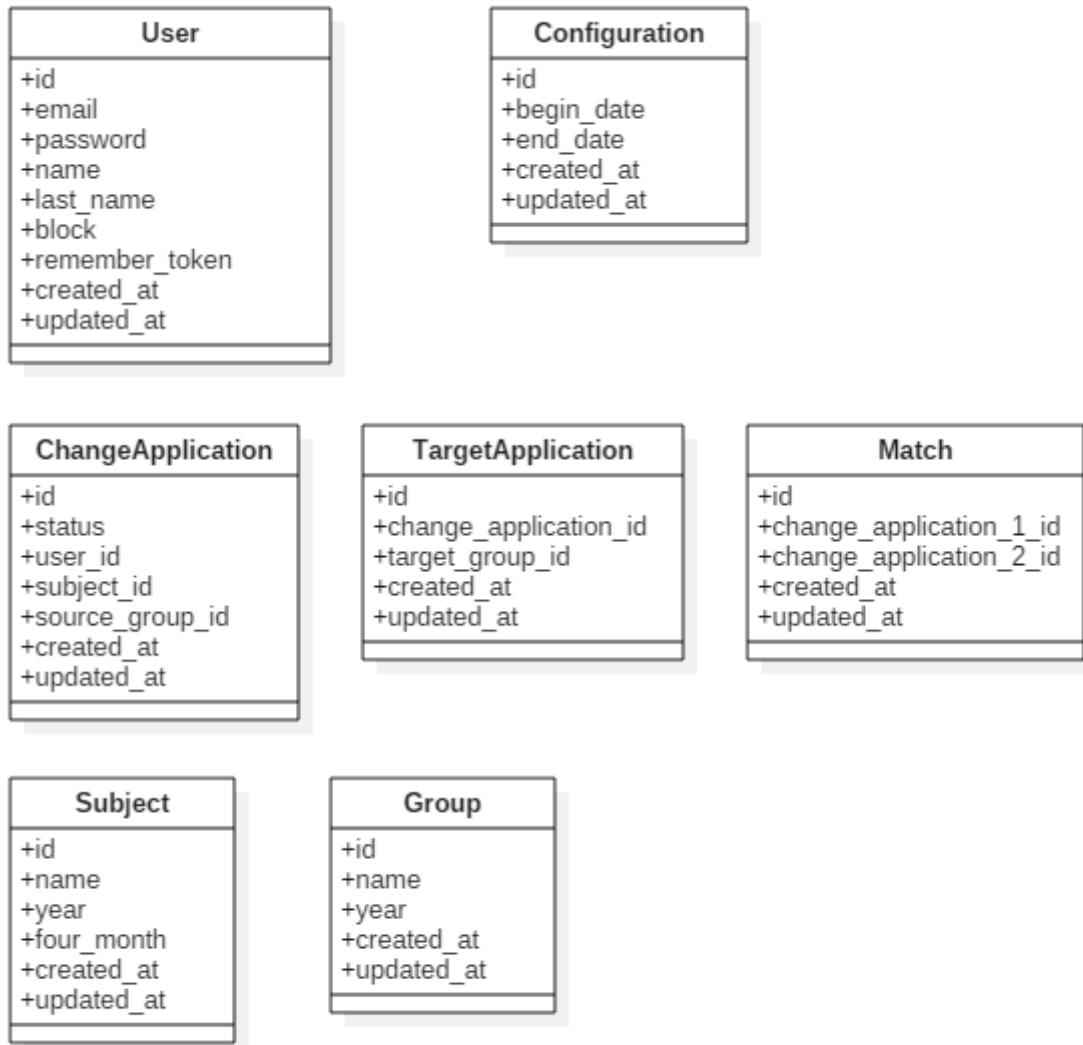 User
+id
+email
+password
+name
+last_name
+block
+remember_token
+created_at
+updated_at
Configuration
+id
+begin_date
+end_date
+created_at
+updated_at
ChangeApplication
+id
+status
+user_id
+subject_id
+source_group_id
+created_at
+updated_at
TargetApplication
+id
+change_application_id
+target_group_id
+created_at
+updated_at
Match
+id
+change_application_1_id
+change_application_2_id
+created_at
+updated_at
Subject
+id
+name
+year
+four_month
+created_at
+updated_at
Group
+id
+name
+year
+created_at
+updated_at